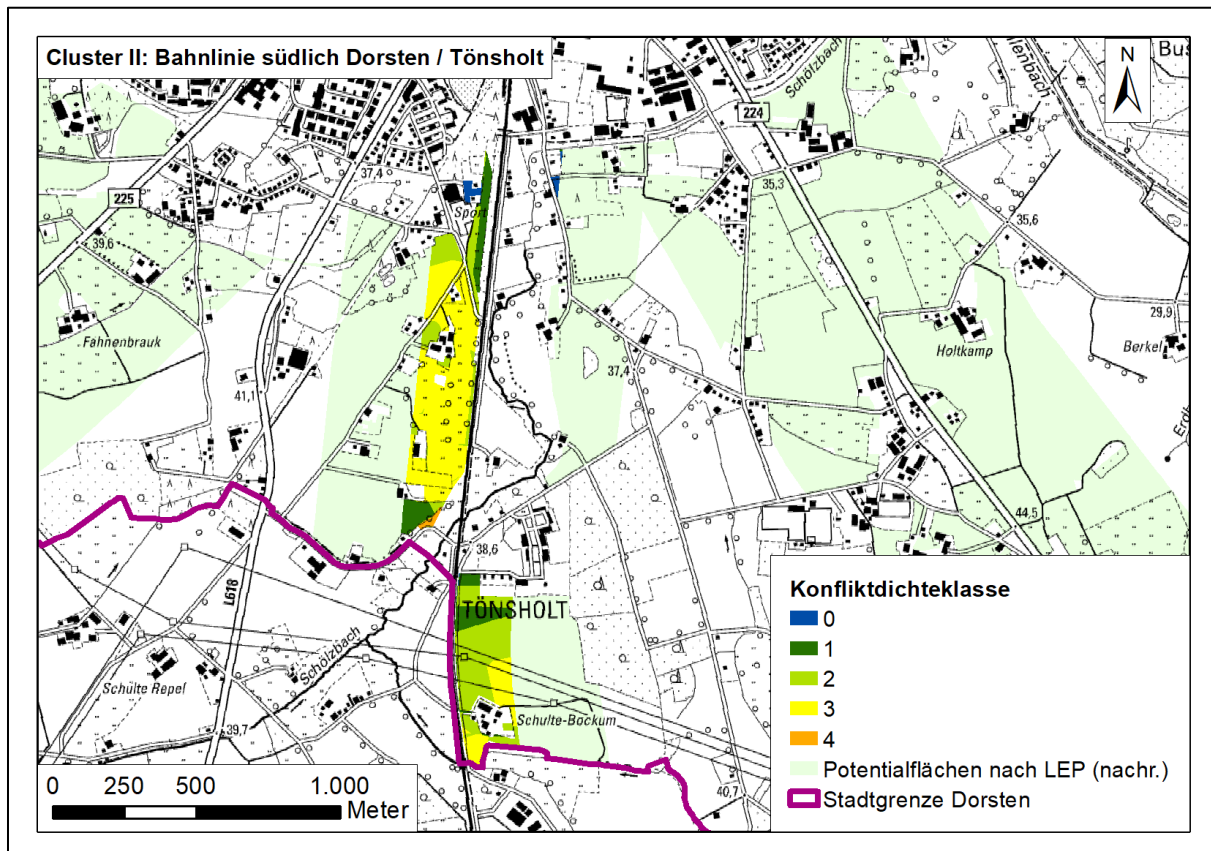 Cluster II: Bahnlinie südlich Dorsten / Tönsholt
N
Bus
Schölzbach
224
37,4
225
Sport
35,3
39,6
35,6
Fahnenbrauk
29,9
Holtkamp
Berkel
37,4
41,1
44,5
38,6
L618
TÖNSHOLT
Schölzbach
Schulte Repel
Schulte-Bockum
39,7
40,7
Konfliktdichteklasse
0
1
2
3
4
Potentialflächen nach LEP (nachr.)
Stadtgrenze Dorsten
0 250 500 1.000
Meter